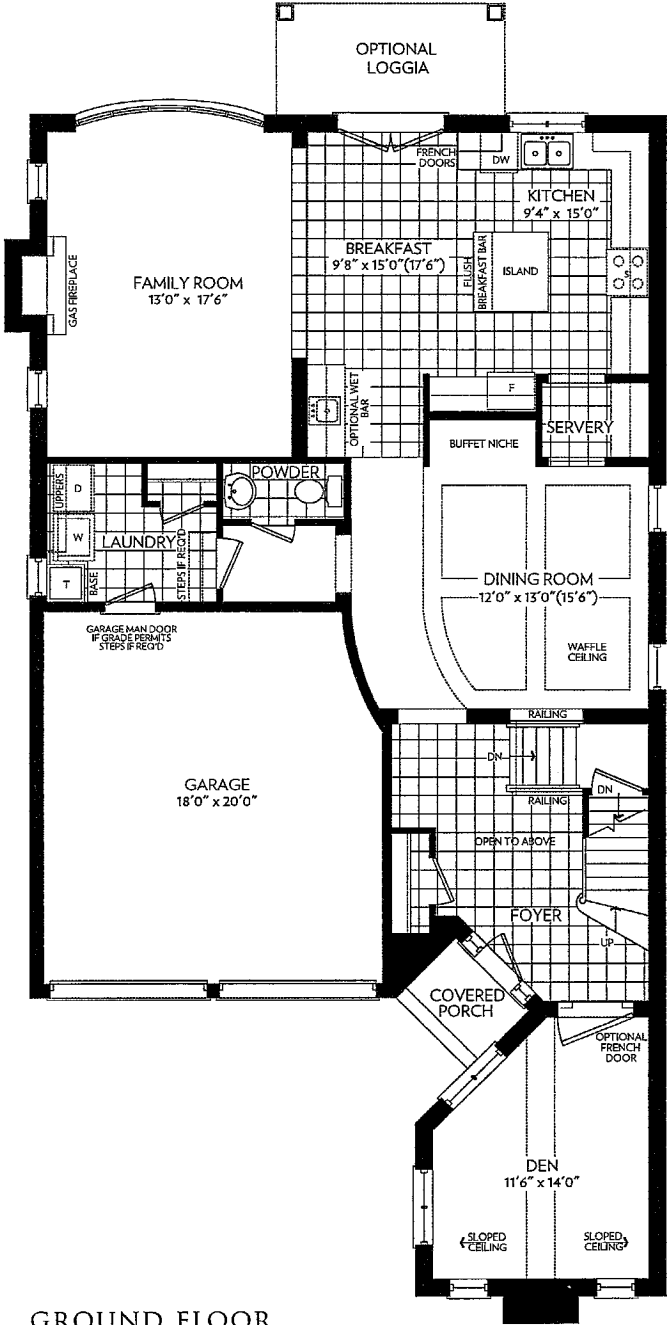 OPTIONAL
LOGGIA
FRENCH
DOORS
DW
KITCHEN
9'4" x 15'0"
BREAKFAST
9'8" x 15'0"(17'6")
FLUSH
BREAKFAST BAR
ISLAND
S
FAMILY ROOM
13'0" x 17'6"
GAS FIREPLACE
OPTIONAL WET
BAR
F
SERVERY
BUFFET NICHE
POWDER
UPPERS
D
W
LAUNDRY
T
BASE
STEPS IF REQ'D
DINING ROOM
12'0" x 13'0"(15'6")
WAFFLE
CEILING
GARAGE MAN DOOR
IF GRADE PERMITS
STEPS IF REQ'D
RAILING
DN
RAILING
DN
GARAGE
18'0" x 20'0"
OPEN TO ABOVE
FOYER
UP
COVERED
PORCH
OPTIONAL
FRENCH
DOOR
DEN
11'6" x 14'0"
SLOPED
CEILING
SLOPED
CEILING
GROUND FLOOR